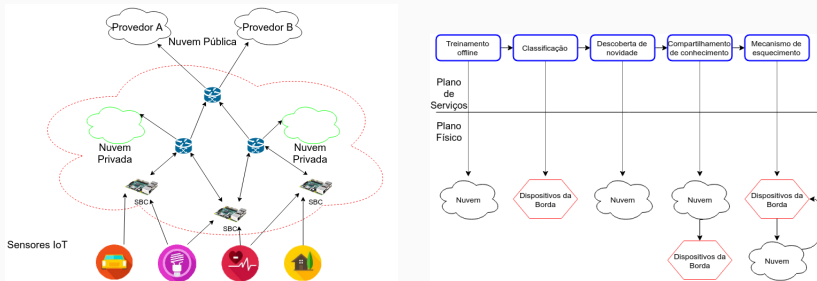 Provedor A
Provedor B
Nuvem Pública
Nuvem
Privada
Nuvem
Privada
SBC
SBC
SBC
Sensores IoT
Treinamento
offline
Classificação
Descoberta de
novidade
Compartilhamento
de conhecimento
Mecanismo de
esquecimento
Plano
de
Serviços
Plano
Físico
Nuvem
Dispositivos da
Borda
Nuvem
Nuvem
Dispositivos da
Borda
Dispositivos da
Borda
Nuvem